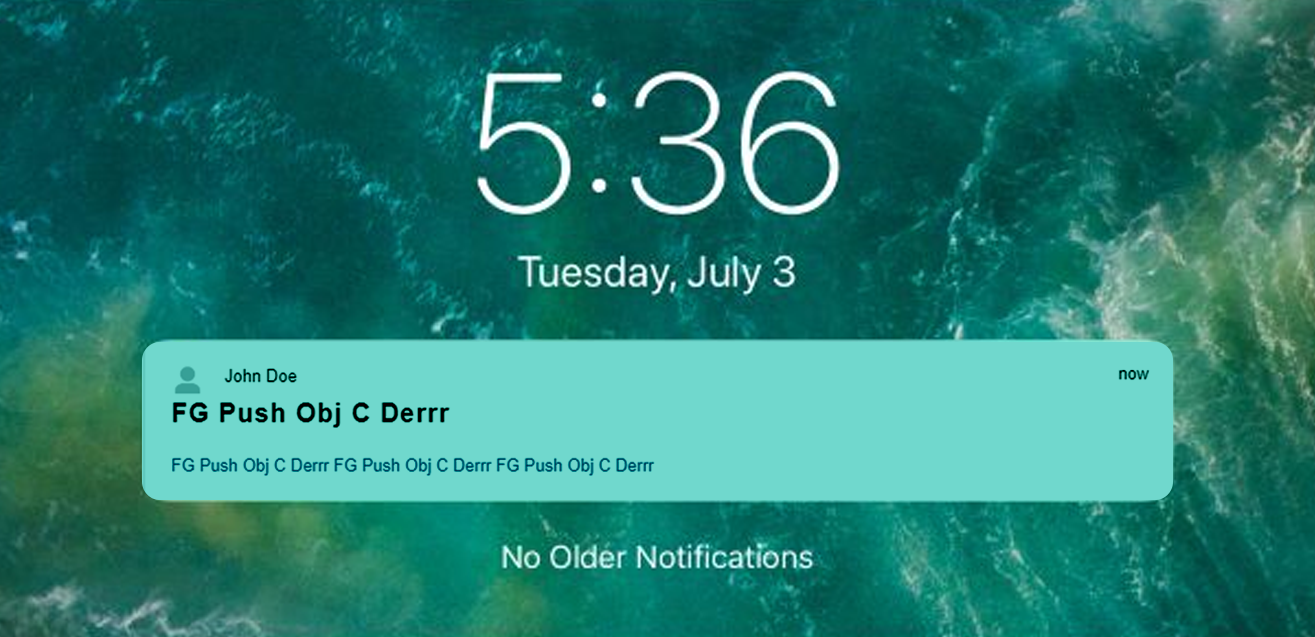 5:36
Tuesday, July 3
John Doe
now
FG Push Obj C Derrr
FG Push Obj C Derrr FG Push Obj C Derrr FG Push Obj C Derrr
No Older Notifications